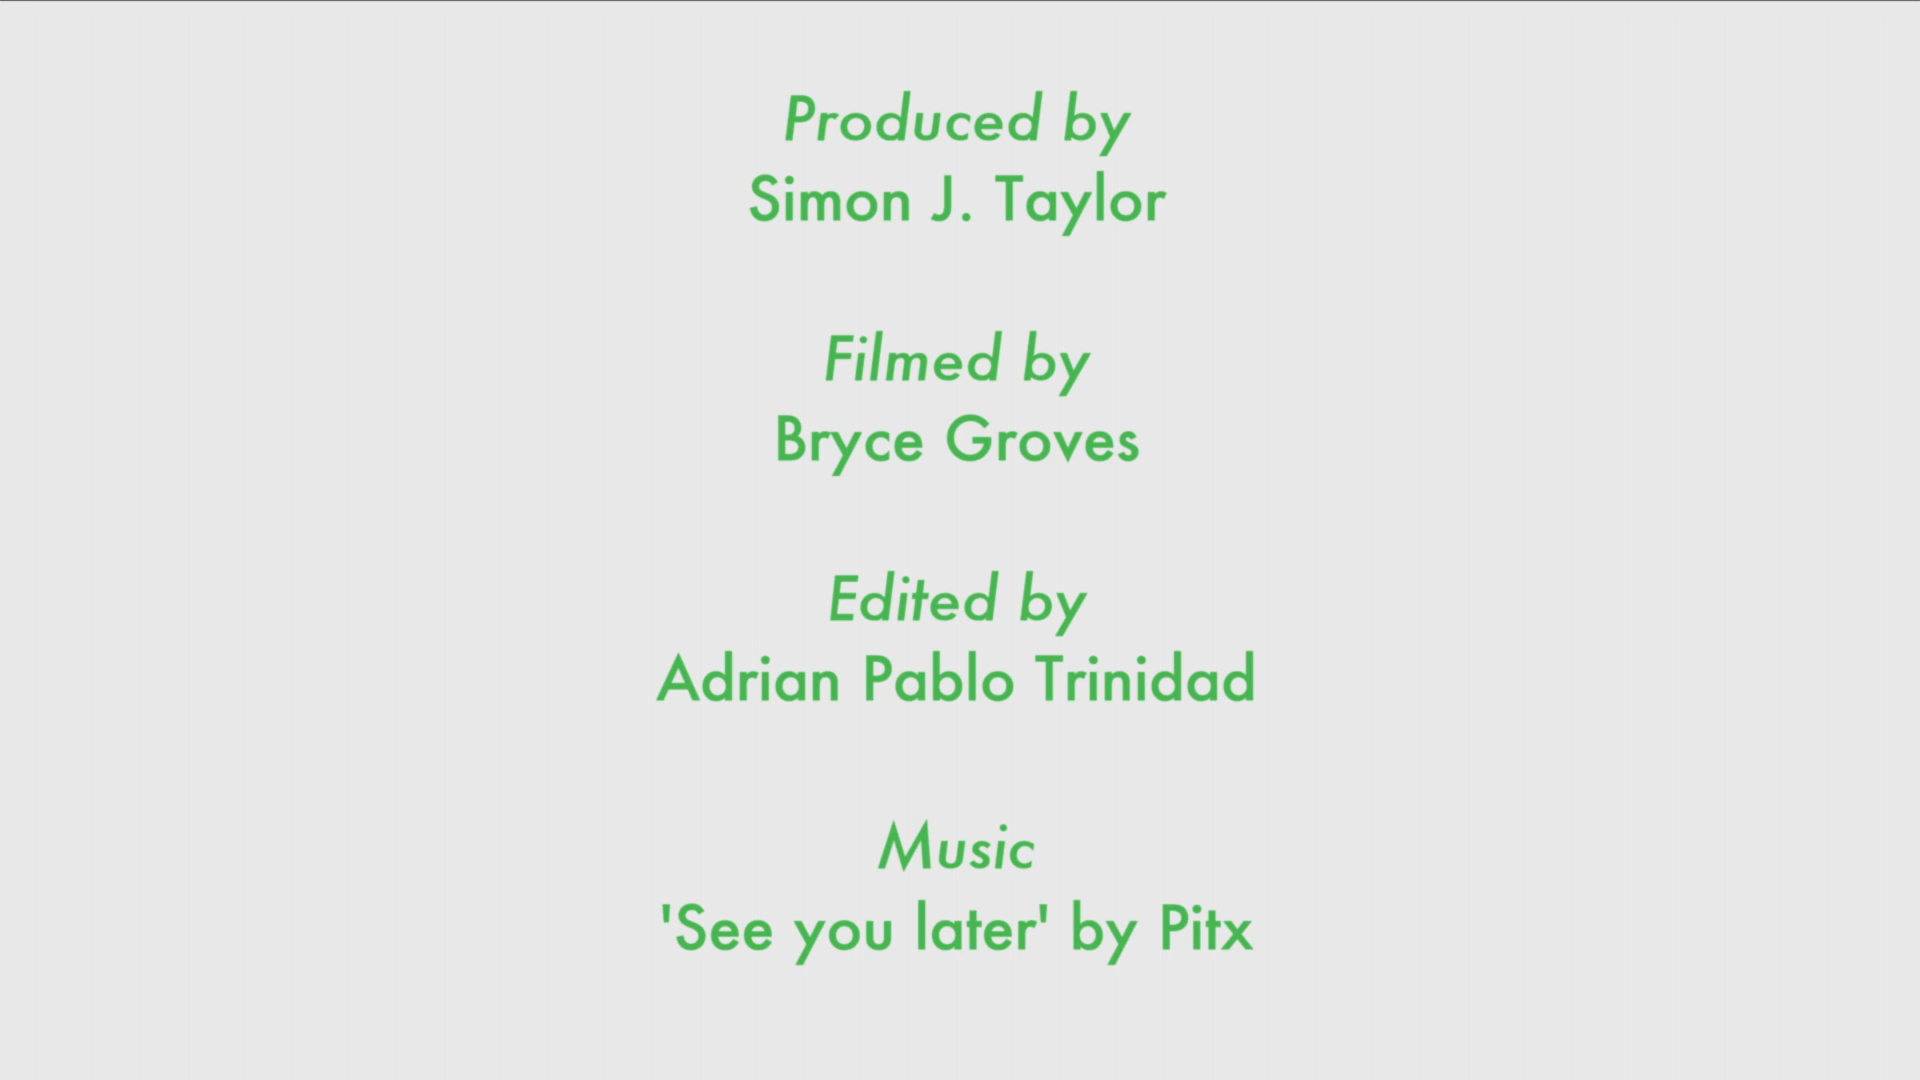 Produced by
Simon J. Taylor
Filmed by
Bryce Groves
Edited by
Adrian Pablo Trinidad
Music
'See you later' by Pitx